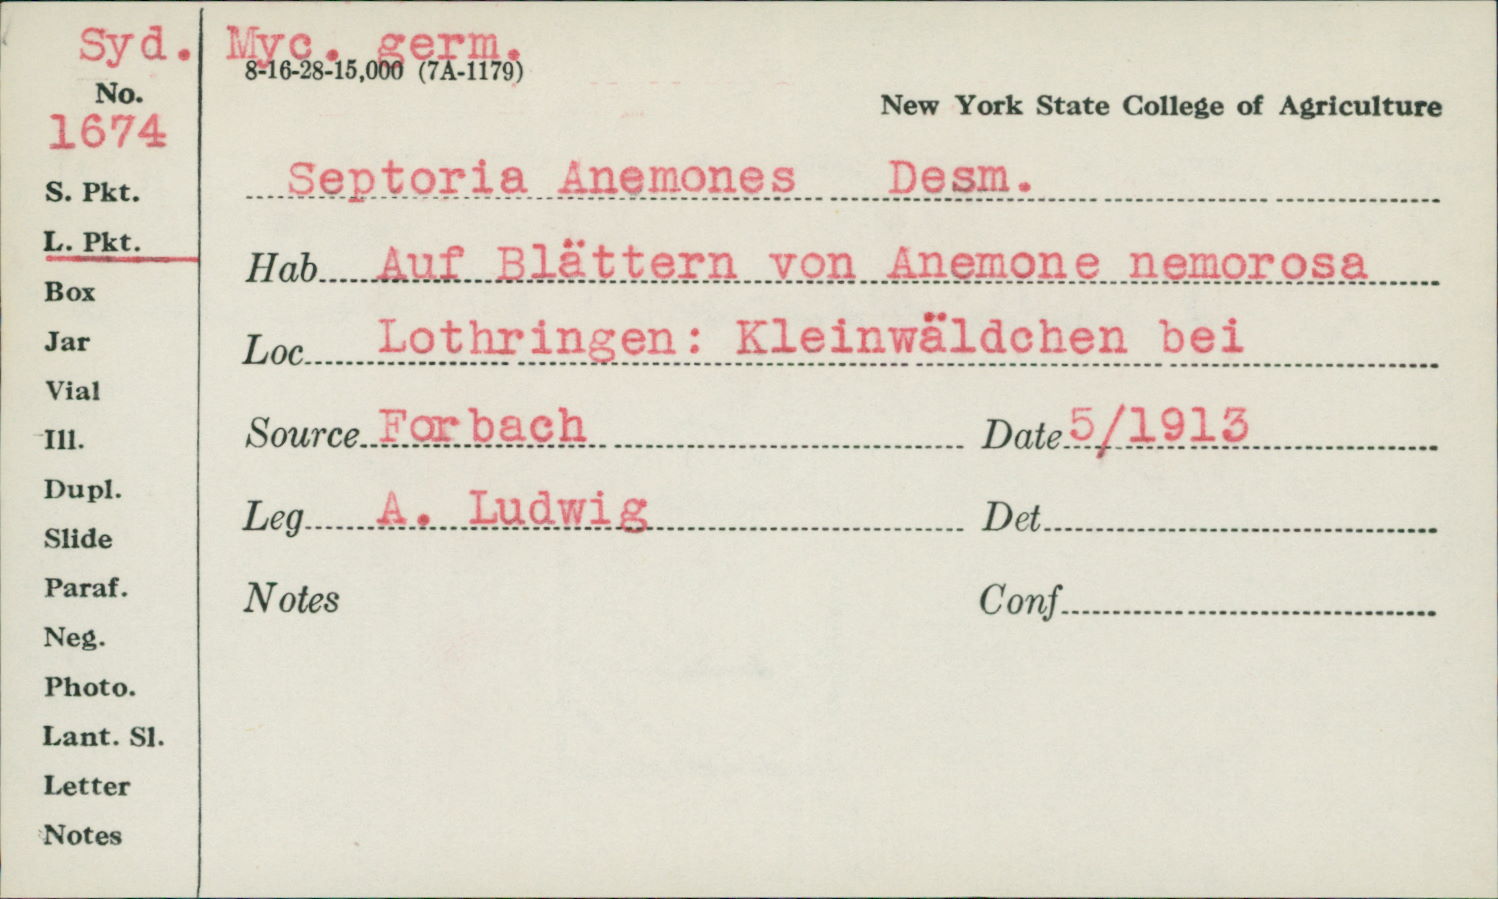 Syd. Myc. germ.
8-16-28-15,000 (7A-1179)
No.
1674
New York State College of Agriculture
Septoria Anemones Desm.
S. Pkt.
L. Pkt.
Hab. Auf Blättern von Anemone nemorosa
Box
Jar
Loc. Lothringen: Kleinwäldchen bei
Vial
Ill.
Source Forbach Date 5/1913
Dupl.
Slide
Leg. A. Ludwig Det.
Paraf.
Notes Conf.
Neg.
Photo.
Lant. Sl.
Letter
Notes